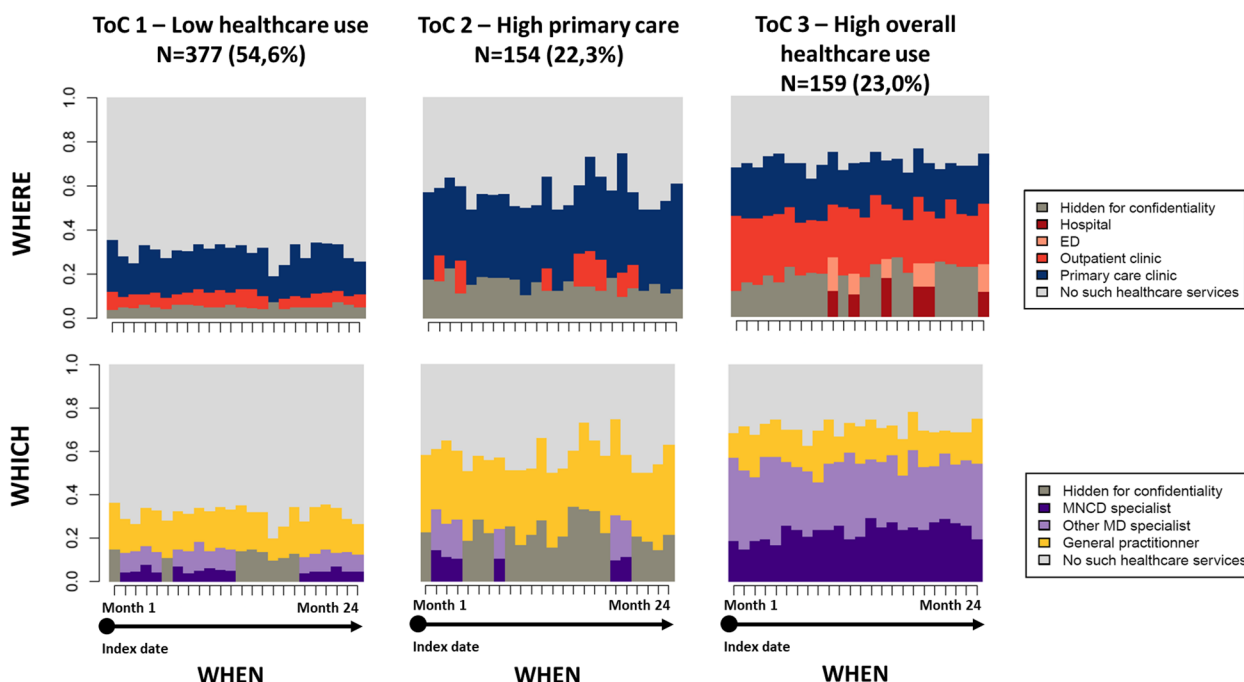 ToC 1 – Low healthcare use
N=377 (54,6%)
ToC 2 – High primary care
N=154 (22,3%)
ToC 3 – High overall
healthcare use
N=159 (23,0%)
WHERE
1.0
0.8
0.6
0.4
0.2
0.0
Hidden for confidentiality
Hospital
ED
Outpatient clinic
Primary care clinic
No such healthcare services
WHICH
1.0
0.8
0.6
0.4
0.2
0.0
Hidden for confidentiality
MNCD specialist
Other MD specialist
General practitionner
No such healthcare services
Month 1
Month 24
Index date
WHEN
Month 1
Month 24
Index date
WHEN
Month 1
Month 24
Index date
WHEN